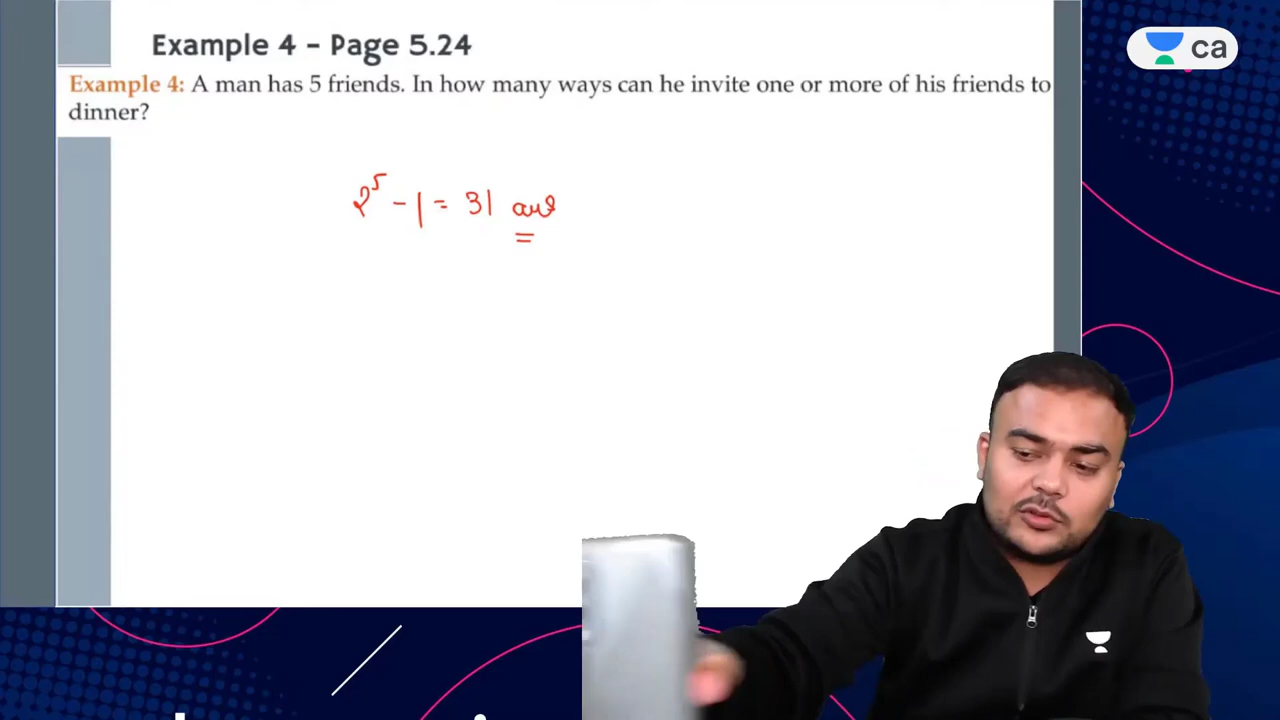 Example 4 - Page 5.24
ca
Example 4: A man has 5 friends. In how many ways can he invite one or more of his friends to
dinner?
2⁵ - 1 = 31 ans